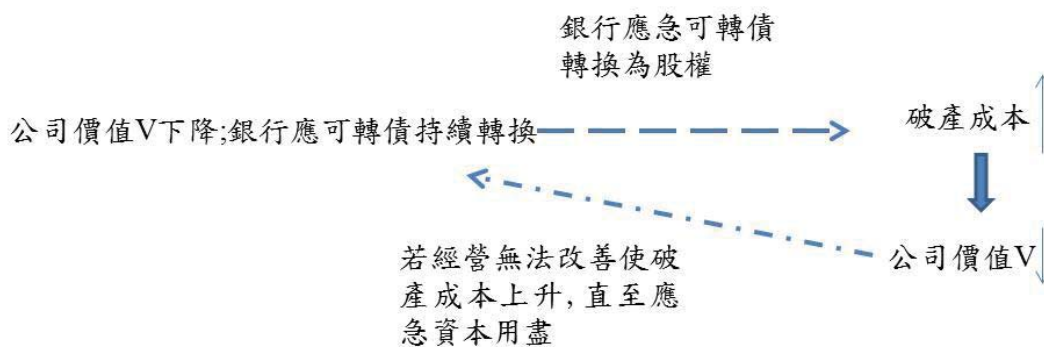 銀行應急可轉債
轉換為股權
公司價值V下降;銀行應可轉債持續轉換
破產成本
公司價值V
若經營無法改善使破
產成本上升,直至應
急資本用盡